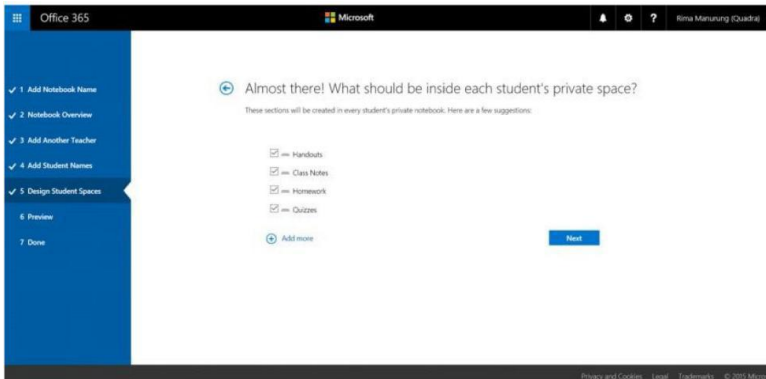 Office 365
Microsoft
?
Rima Manurung (Quadra)
1 Add Notebook Name
2 Notebook Overview
3 Add Another Teacher
4 Add Student Names
5 Design Student Spaces
6 Preview
7 Done
Almost there! What should be inside each student's private space?
These sections will be created in every student's private notebook. Here are a few suggestions:
Handouts
Class Notes
Homework
Quizzes
Add more
Next
Privacy and Cookies Legal Trademarks © 2015 Micro